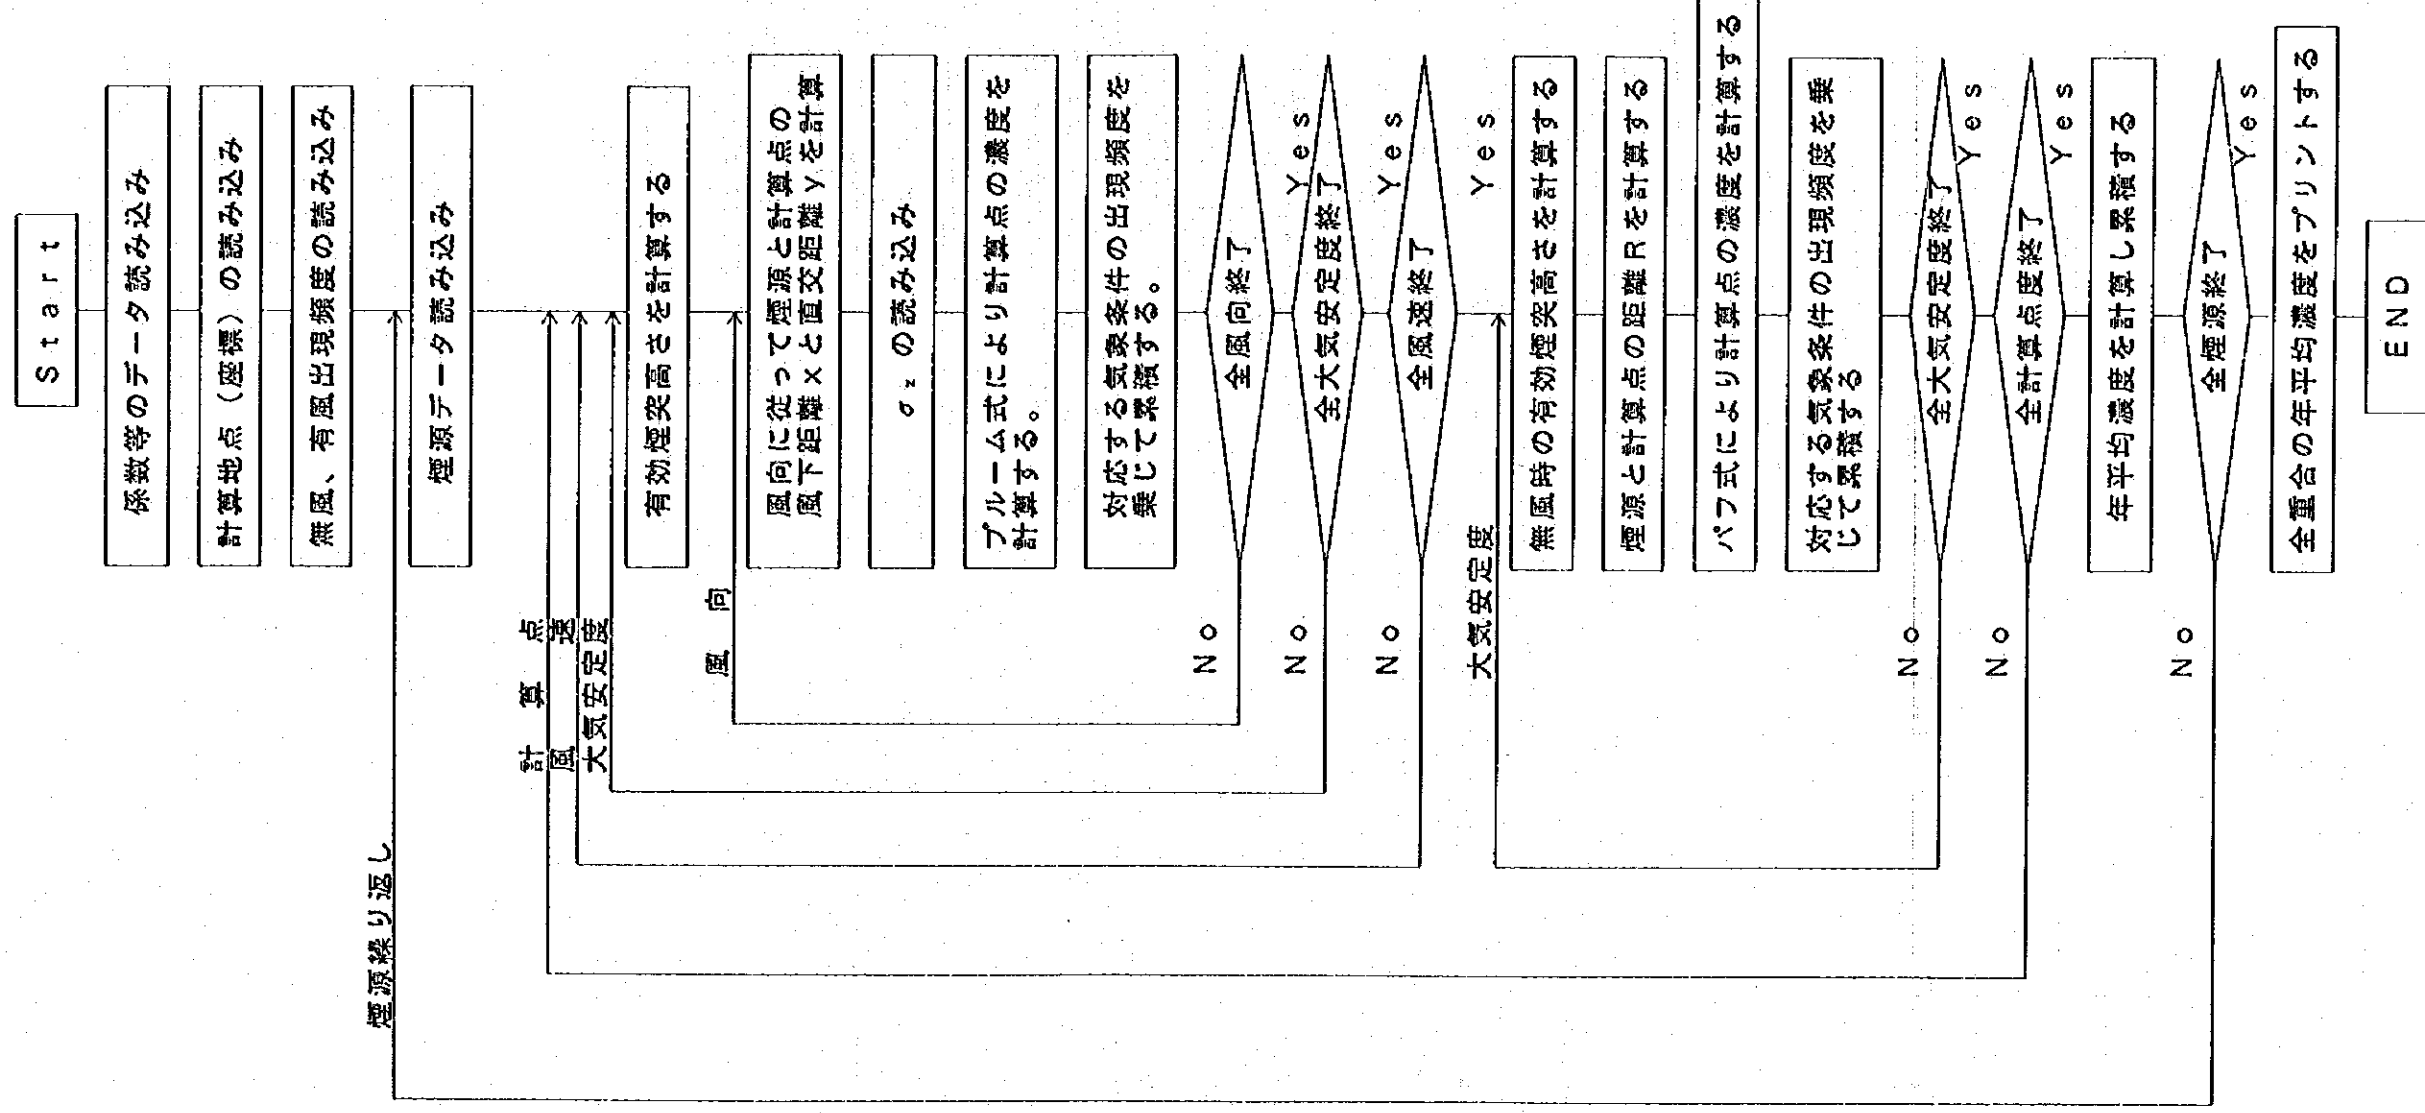 Start
係数等のデータ読み込み
計算地点（座標）の読み込み
無風、有風出現頻度の読み込み
煙源繰り返し
煙源データ読み込み
計算点
風速
大気安定度
有効煙突高さを計算する
風向
風向に従って煙源と計算点の
風下距離xと直交距離yを計算
σzの読み込み
プルーム式により計算点の濃度を
計算する。
対応する気象条件の出現頻度を
乗じて累積する。
全風向終了
No
Yes
全大気安定度終了
No
Yes
全風速終了
No
Yes
大気安定度
無風時の有効煙突高さを計算する
煙源と計算点の距離Rを計算する
パフ式により計算点の濃度を計算する
対応する気象条件の出現頻度を乗
じて累積する
全大気安定度終了
No
Yes
全計算点度終了
No
Yes
年平均濃度を計算し累積する
全煙源終了
No
Yes
全重合の年平均濃度をプリントする
END